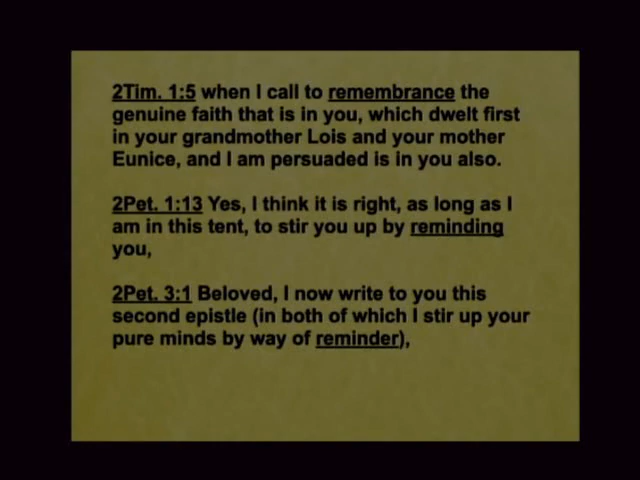 2Tim. 1:5 when I call to remembrance the
genuine faith that is in you, which dwelt first
in your grandmother Lois and your mother
Eunice, and I am persuaded is in you also.
2Pet. 1:13 Yes, I think it is right, as long as I
am in this tent, to stir you up by reminding
you,
2Pet. 3:1 Beloved, I now write to you this
second epistle (in both of which I stir up your
pure minds by way of reminder),